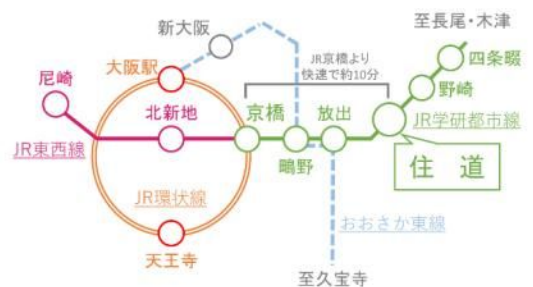 至長尾・木津
新大阪
大阪駅
JR京橋より
快速で約10分
四条畷
尼崎
野崎
北新地
京橋
放出
JR学研都市線
JR東西線
鴫野
住道
JR環状線
おおさか東線
天王寺
至久宝寺